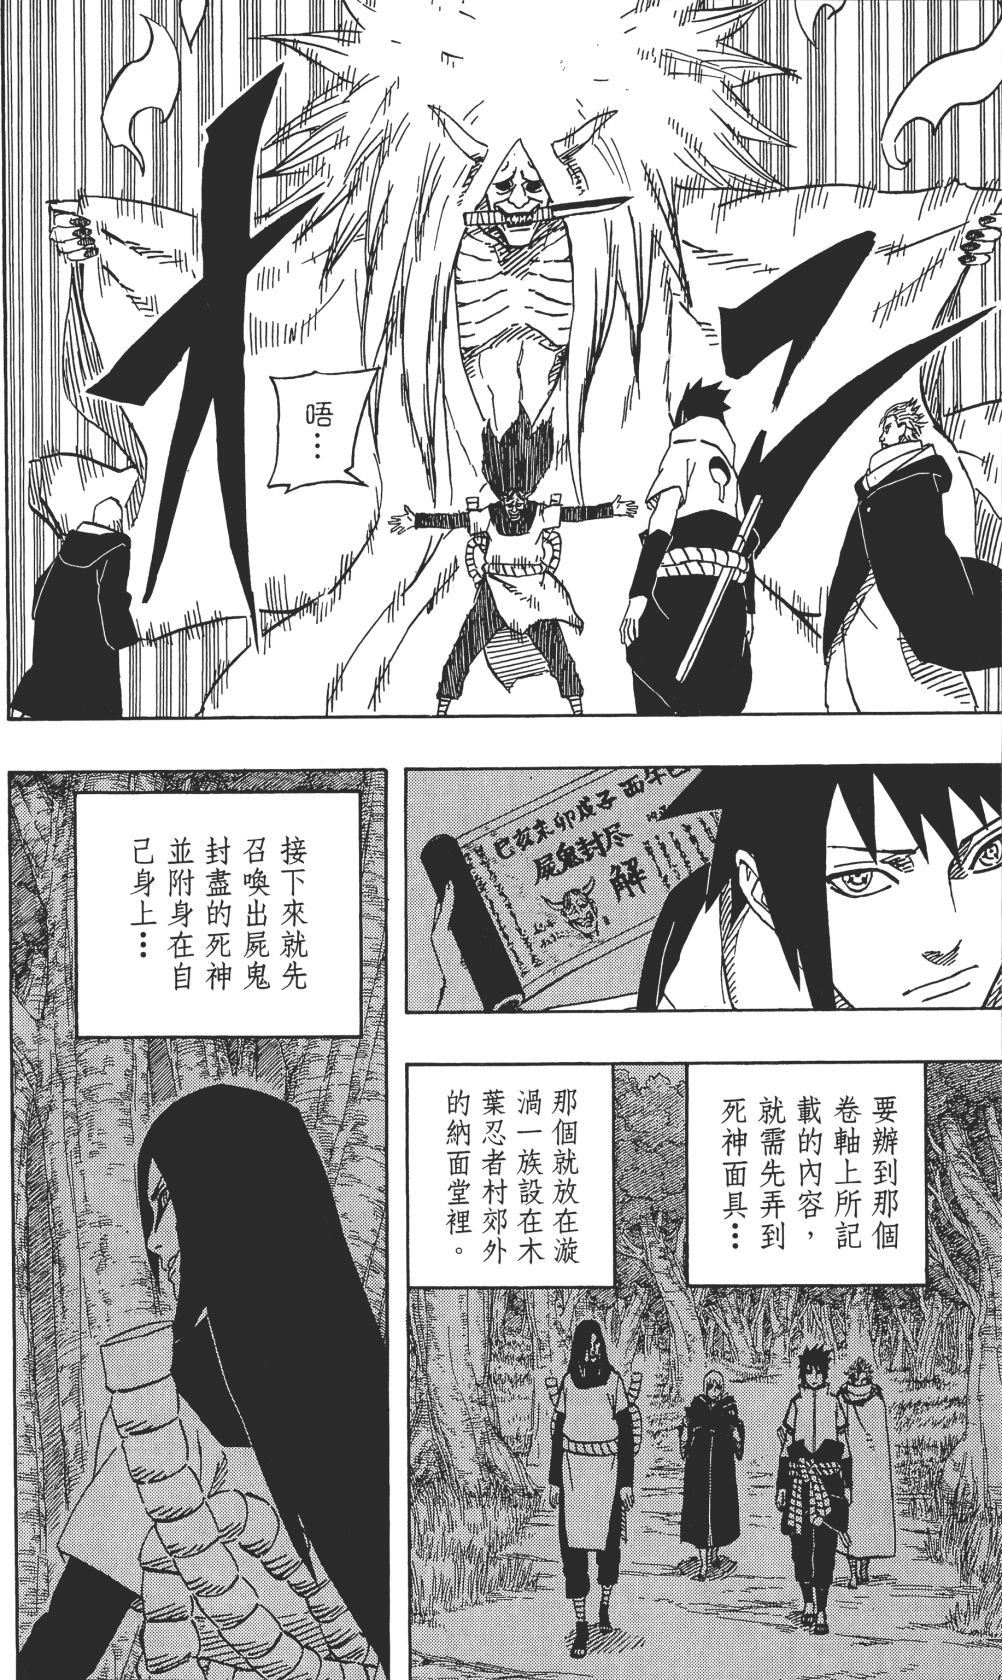 唔…
己亥未卯戌子酉午巳
屍鬼封尽
解
要辦到那個
卷軸上所記
載的內容，
就需先弄到
死神面具…
那個就放在漩
渦一族設在木
葉忍者村郊外
的納面堂裡。
接下來就先
召喚出屍鬼
封盡的死神
並附身在自
己身上…